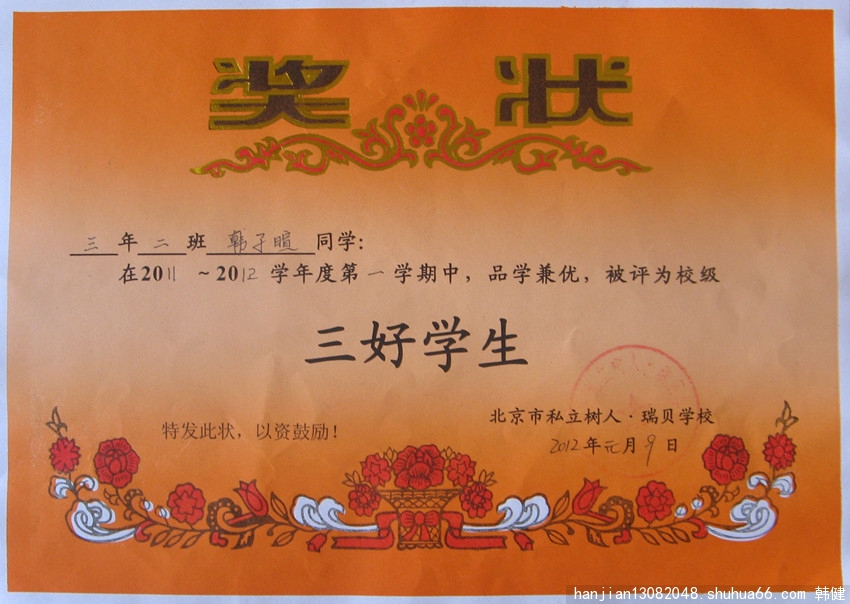 奖状
三年二班韩子暄同学:
在2011～2012学年度第一学期中，品学兼优，被评为校级
三好学生
特发此状，以资鼓励！
北京市私立树人·瑞贝学校
2012年元月9日
hanjian13082048.shuhua66.com 韩健